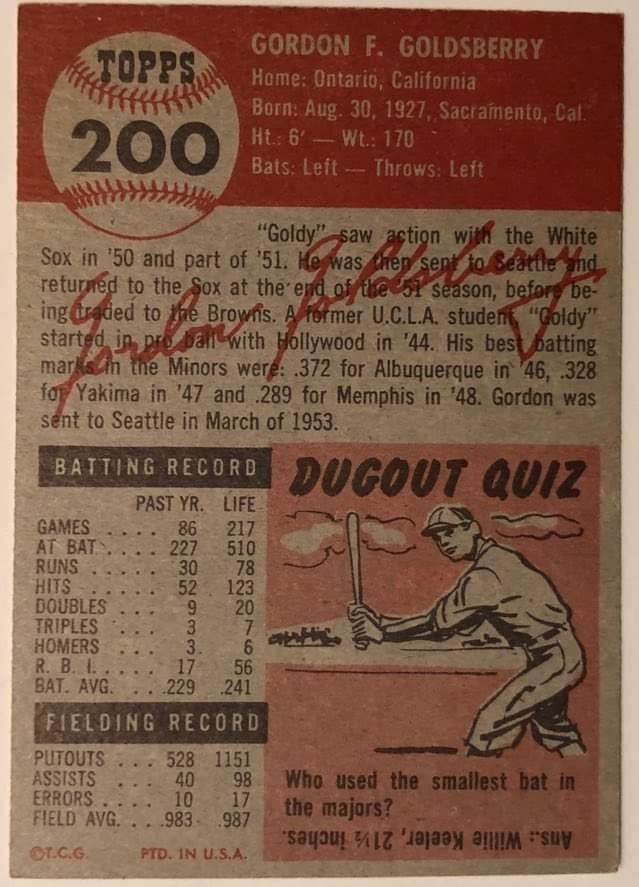 TOPPS
200
GORDON F. GOLDSBERRY
Home: Ontario, California
Born: Aug. 30, 1927, Sacramento, Cal.
Ht.: 6' — Wt.: 170
Bats: Left — Throws: Left
"Goldy" saw action with the White
Sox in '50 and part of '51. He was then sent to Seattle and
returned to the Sox at the end of the '51 season, before be-
ing traded to the Browns. A former U.C.L.A. student, "Goldy"
started in pro ball with Hollywood in '44. His best batting
marks in the Minors were: .372 for Albuquerque in '46, .328
for Yakima in '47 and .289 for Memphis in '48. Gordon was
sent to Seattle in March of 1953.
Gordon Goldsberry
BATTING RECORD
PAST YR. LIFE
GAMES .... 86 217
AT BAT .... 227 510
RUNS ..... 30 78
HITS ..... 52 123
DOUBLES ... 9 20
TRIPLES ... 3 7
HOMERS ... 3 6
R. B. I. .... 17 56
BAT. AVG. ... .229 .241
FIELDING RECORD
PUTOUTS ... 528 1151
ASSISTS ... 40 98
ERRORS .... 10 17
FIELD AVG. ... .983 .987
©T.C.G. PTD. IN U.S.A.
DUGOUT QUIZ
Who used the smallest bat in
the majors?
Ans.: Willie Keeler, 21½ inches.